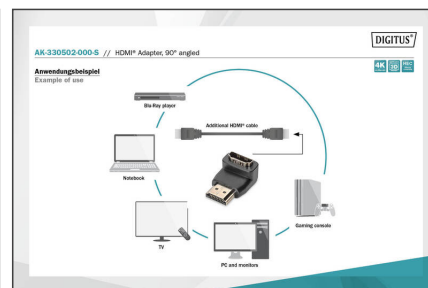 DIGITUS®
AK-330502-000-S // HDMI® Adapter, 90° angled
4K
3D
Anwendungsbeispiel
Example of use
Blu-Ray player
Additional HDMI® cable
Notebook
Gaming console
TV
PC and monitors